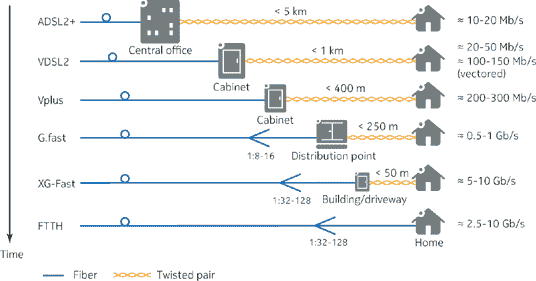 ADSL2+
< 5 km
≈ 10-20 Mb/s
Central office
VDSL2
< 1 km
≈ 20-50 Mb/s
≈ 100-150 Mb/s
(vectored)
Cabinet
Vplus
< 400 m
≈ 200-300 Mb/s
Cabinet
G.fast
< 250 m
≈ 0.5-1 Gb/s
1:8-16
Distribution point
XG-Fast
< 50 m
≈ 5-10 Gb/s
1:32-128
Building/driveway
FTTH
≈ 2.5-10 Gb/s
1:32-128
Home
Time
Fiber
Twisted pair